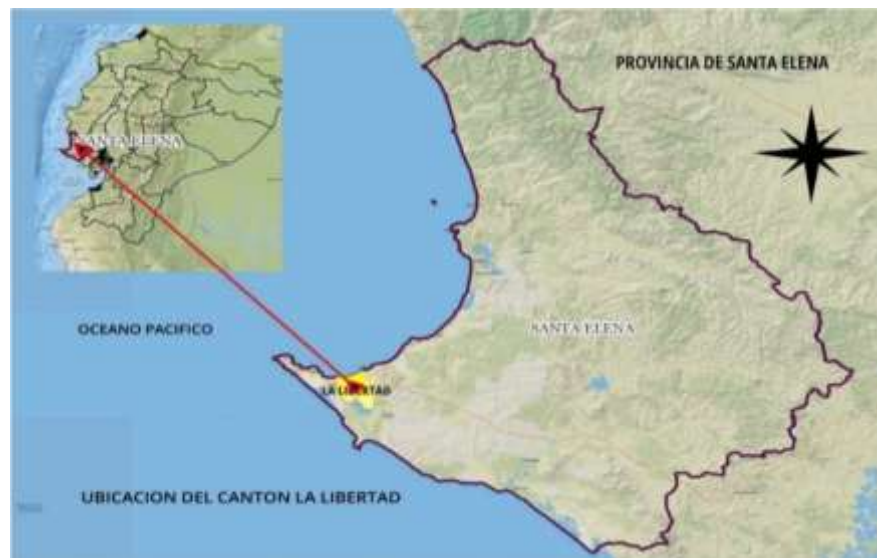 PROVINCIA DE SANTA ELENA
SANTA ELENA
OCEANO PACIFICO
SANTA ELENA
LA LIBERTAD
UBICACION DEL CANTON LA LIBERTAD